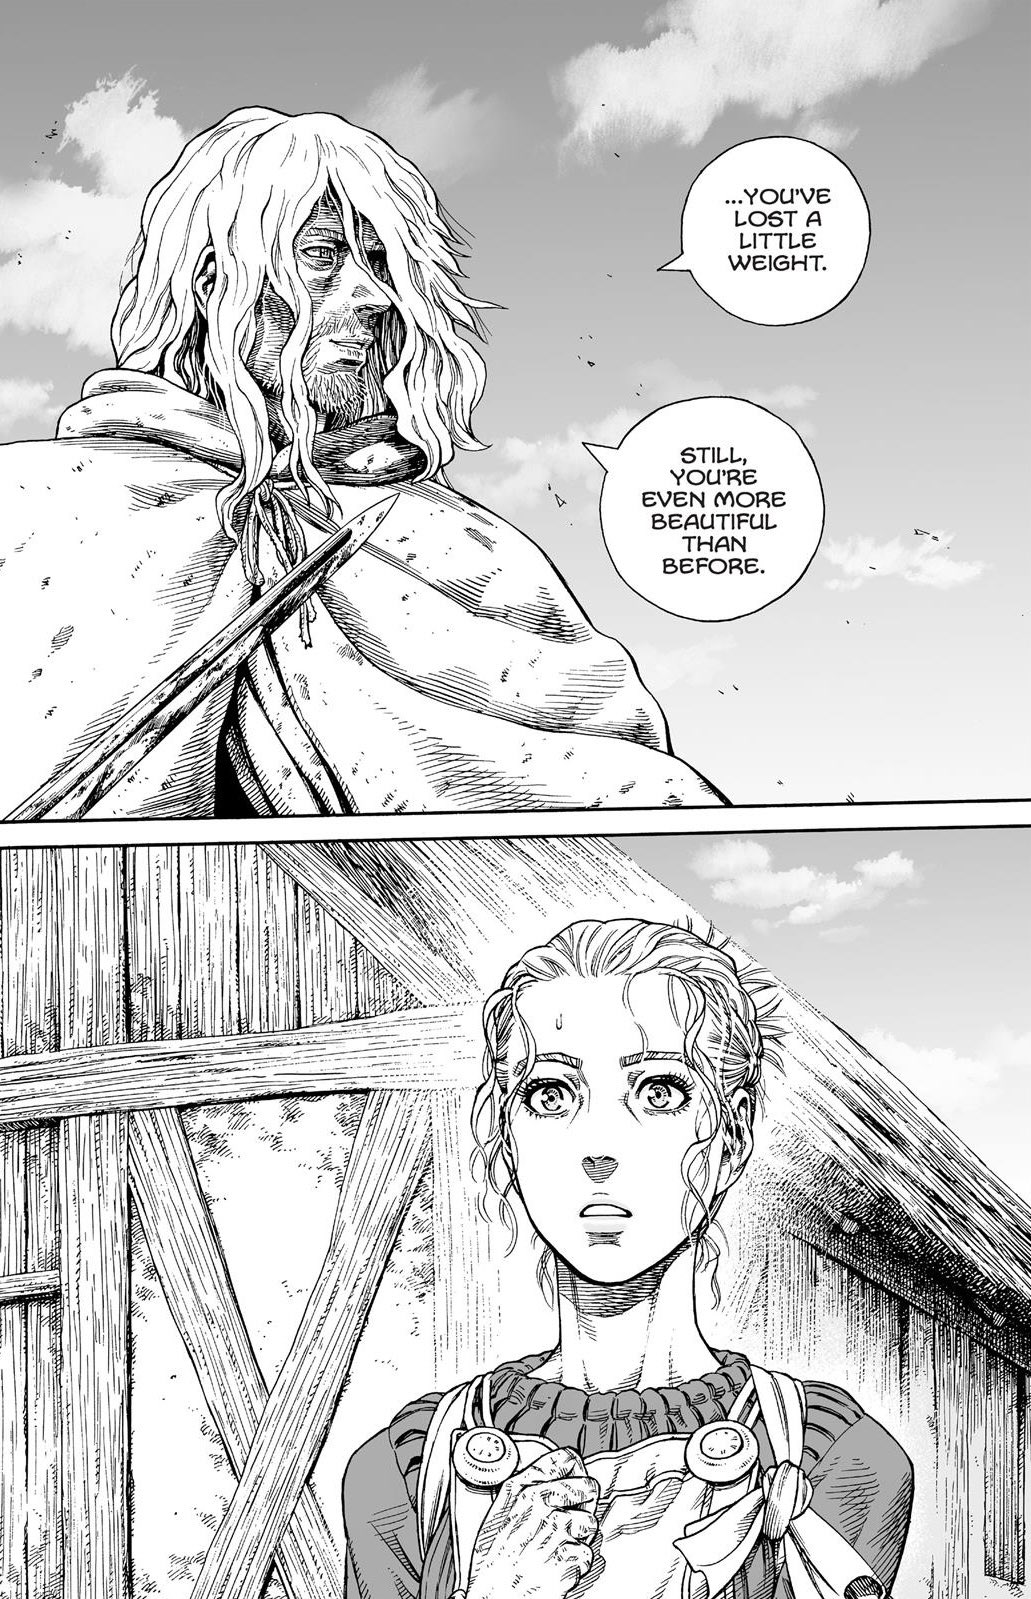 ...YOU'VE
LOST A
LITTLE
WEIGHT.
STILL,
YOU'RE
EVEN MORE
BEAUTIFUL
THAN
BEFORE.